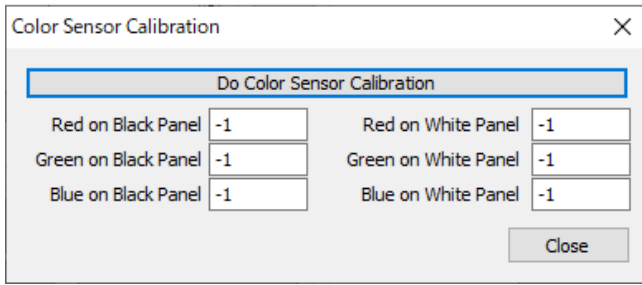 Color Sensor Calibration
Do Color Sensor Calibration
Red on Black Panel -1 Red on White Panel -1
Green on Black Panel -1 Green on White Panel -1
Blue on Black Panel -1 Blue on White Panel -1
Close